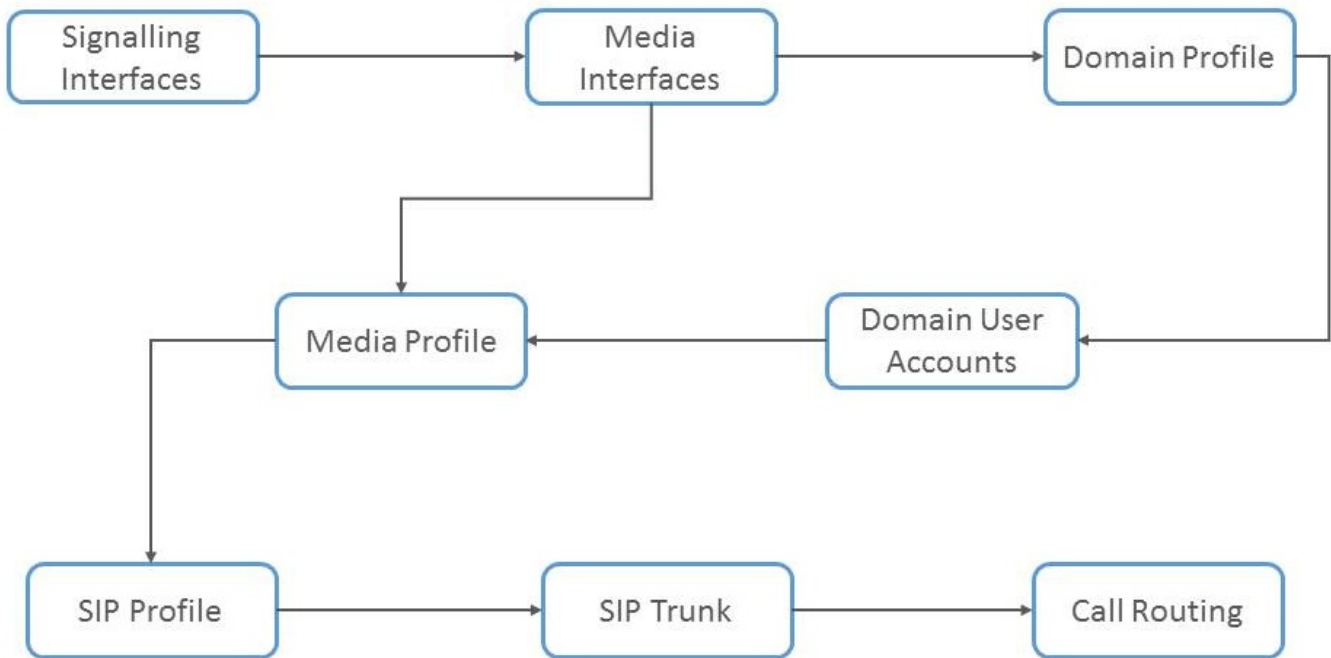 Signalling
Interfaces
Media
Interfaces
Domain Profile
Media Profile
Domain User
Accounts
SIP Profile
SIP Trunk
Call Routing